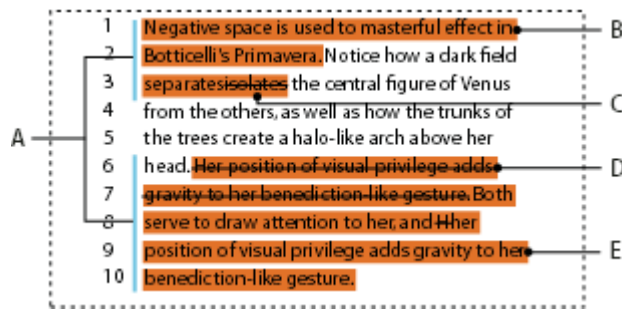 1 Negative space is used to masterful effect in B
2 Botticelli's Primavera. Notice how a dark field
3 separatesisolates the central figure of Venus
C
4 from the others, as well as how the trunks of
A 5 the trees create a halo-like arch above her
6 head. Her position of visual privilege adds D
7 gravity to her benediction-like gesture. Both
8 serve to draw attention to her, and Hher
9 position of visual privilege adds gravity to her E
10 benediction-like gesture.